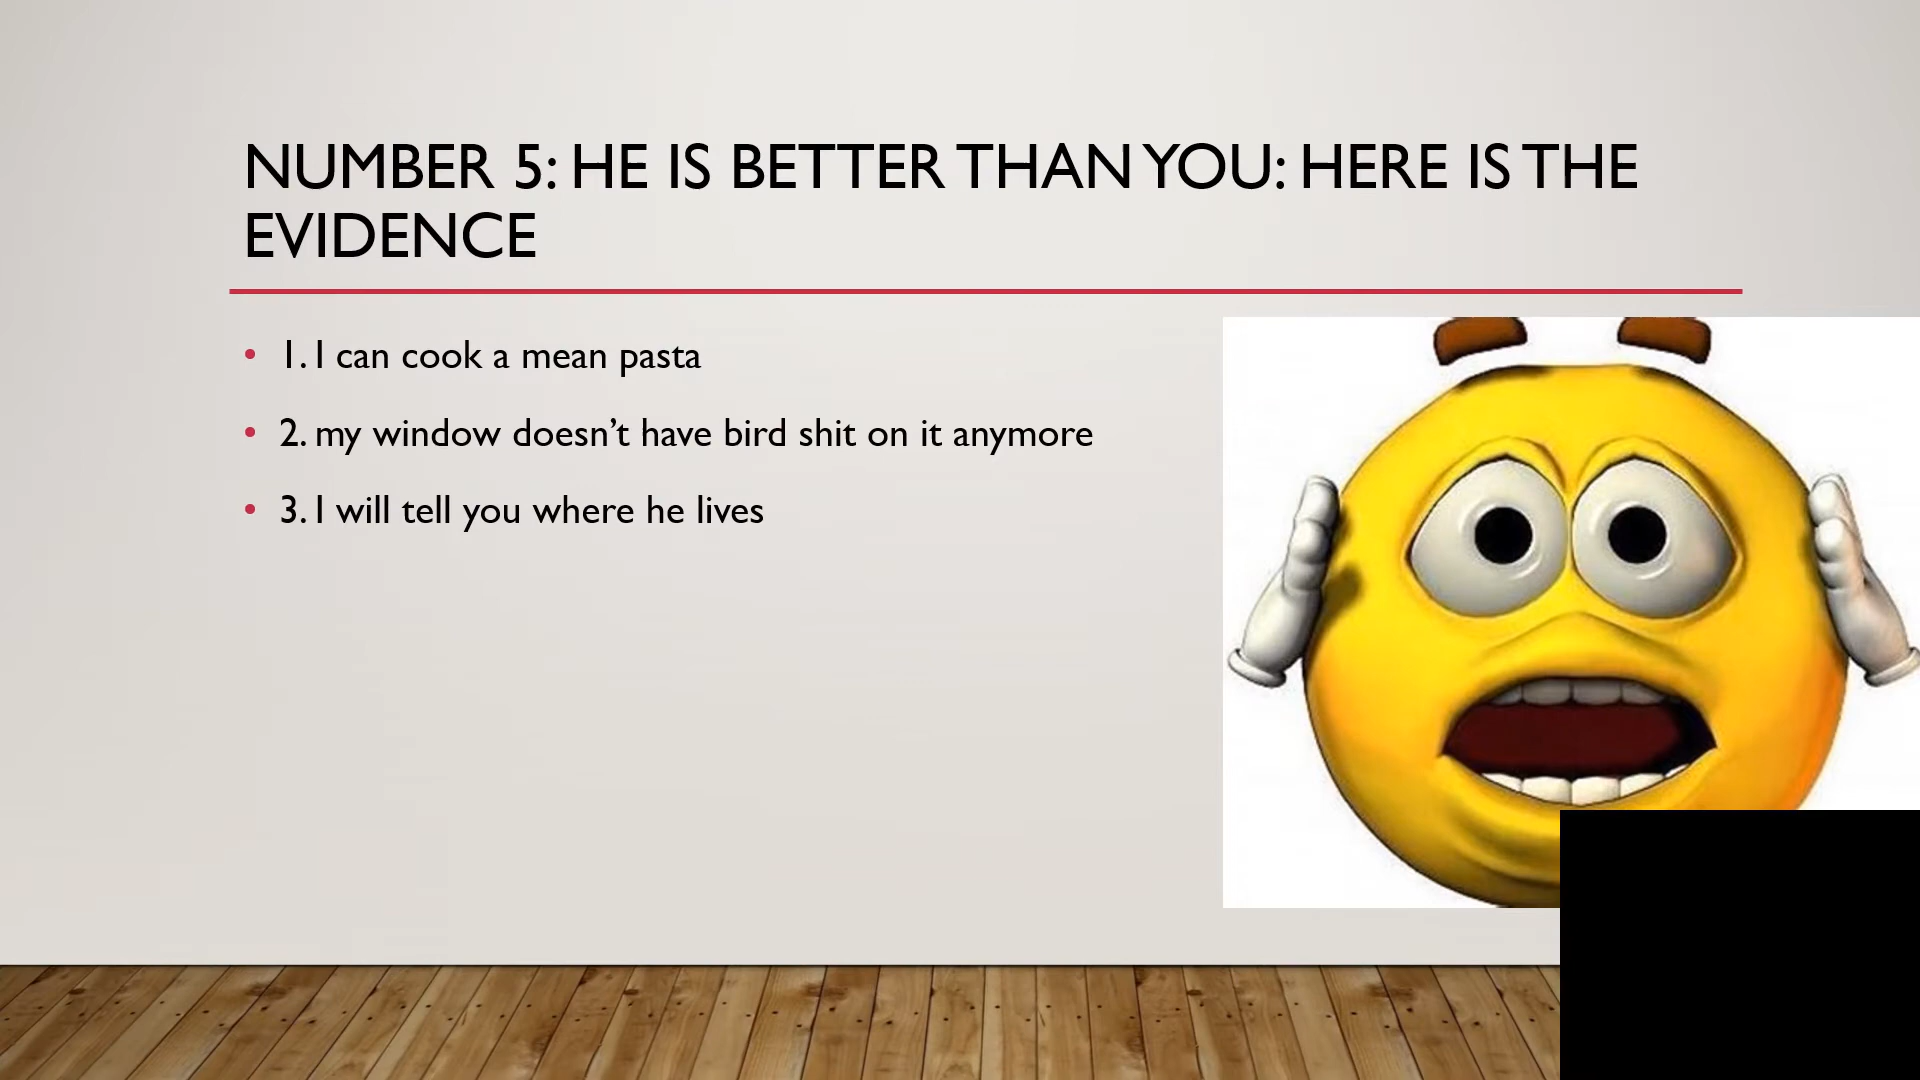 NUMBER 5: HE IS BETTER THAN YOU: HERE IS THE
EVIDENCE
• 1. I can cook a mean pasta
• 2. my window doesn’t have bird shit on it anymore
• 3. I will tell you where he lives